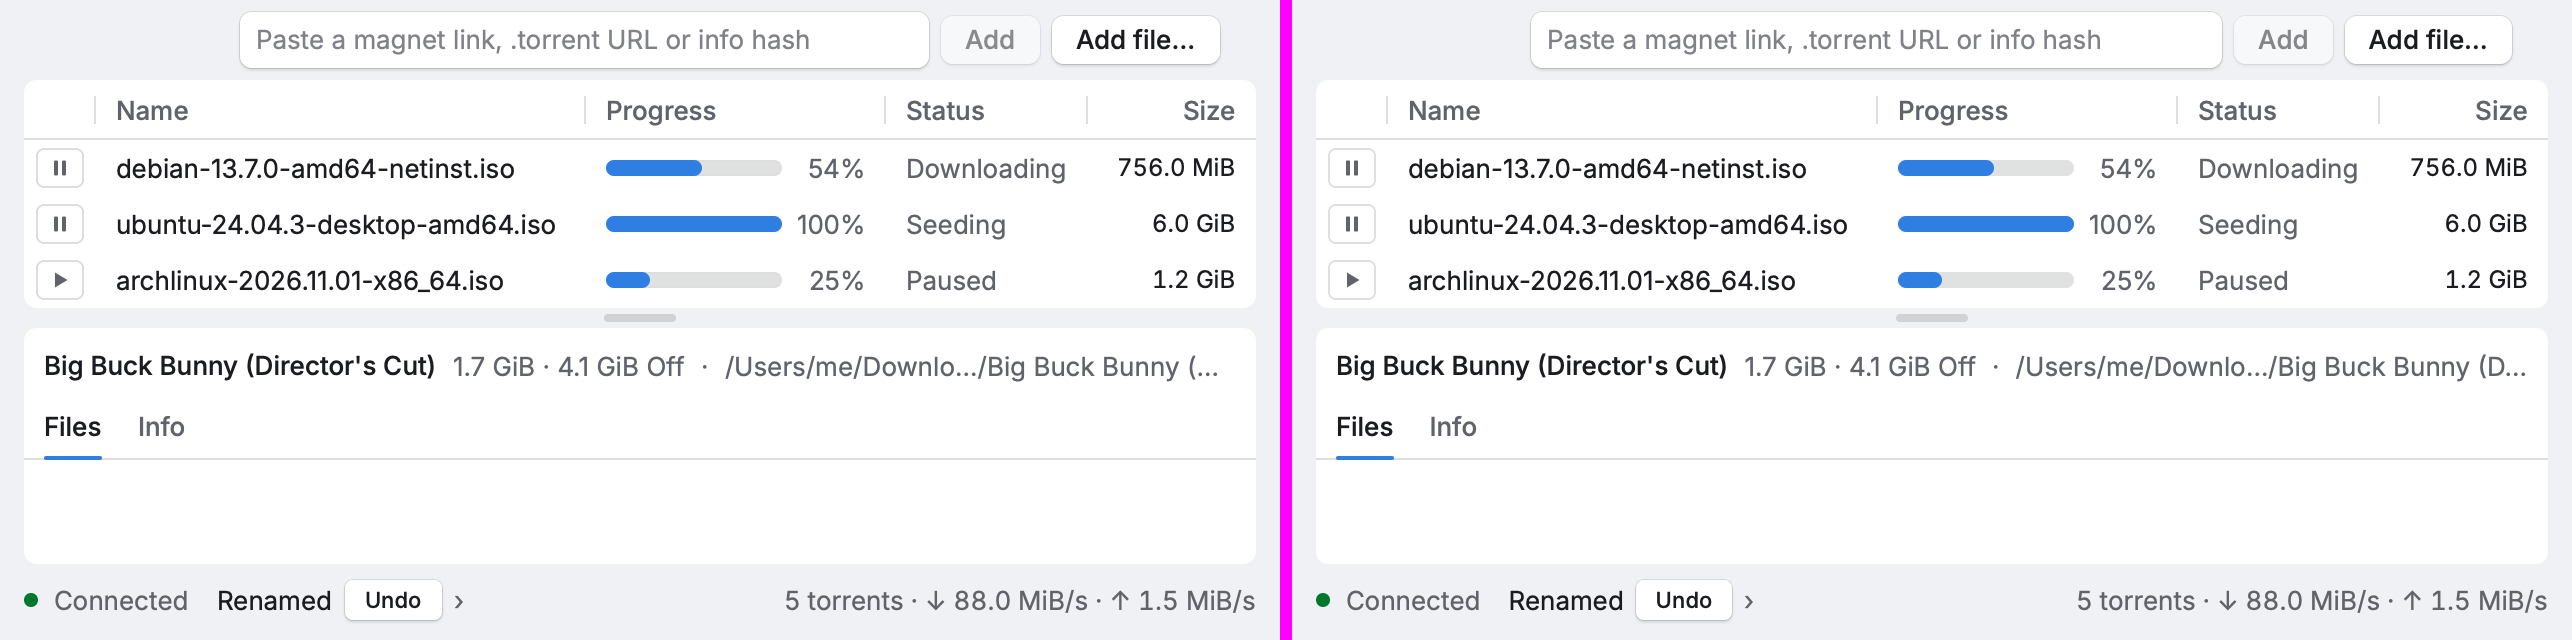 Paste a magnet link, .torrent URL or info hash Add Add file...
Name Progress Status Size
debian-13.7.0-amd64-netinst.iso 54% Downloading 756.0 MiB
ubuntu-24.04.3-desktop-amd64.iso 100% Seeding 6.0 GiB
archlinux-2026.11.01-x86_64.iso 25% Paused 1.2 GiB
Big Buck Bunny (Director's Cut) 1.7 GiB · 4.1 GiB Off · /Users/me/Downlo.../Big Buck Bunny (...
Files Info
Connected Renamed Undo › 5 torrents · ↓ 88.0 MiB/s · ↑ 1.5 MiB/s
Paste a magnet link, .torrent URL or info hash Add Add file...
Name Progress Status Size
debian-13.7.0-amd64-netinst.iso 54% Downloading 756.0 MiB
ubuntu-24.04.3-desktop-amd64.iso 100% Seeding 6.0 GiB
archlinux-2026.11.01-x86_64.iso 25% Paused 1.2 GiB
Big Buck Bunny (Director's Cut) 1.7 GiB · 4.1 GiB Off · /Users/me/Downlo.../Big Buck Bunny (D...
Files Info
Connected Renamed Undo › 5 torrents · ↓ 88.0 MiB/s · ↑ 1.5 MiB/s